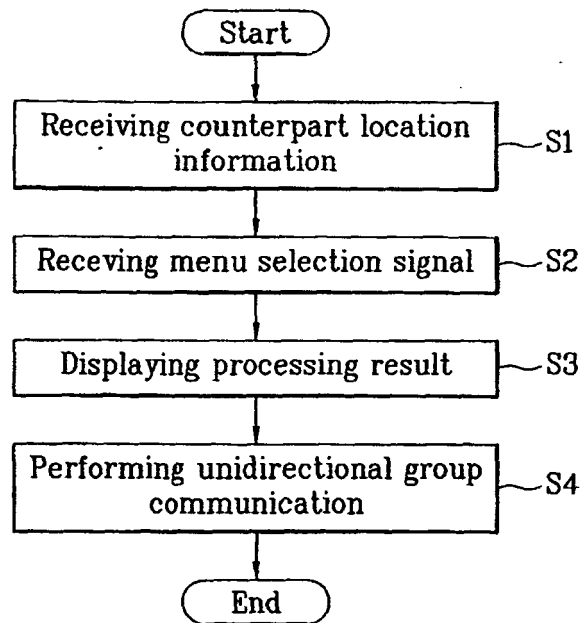 Start
Receiving counterpart location
information
S1
Receving menu selection signal
S2
Displaying processing result
S3
Performing unidirectional group
communication
S4
End